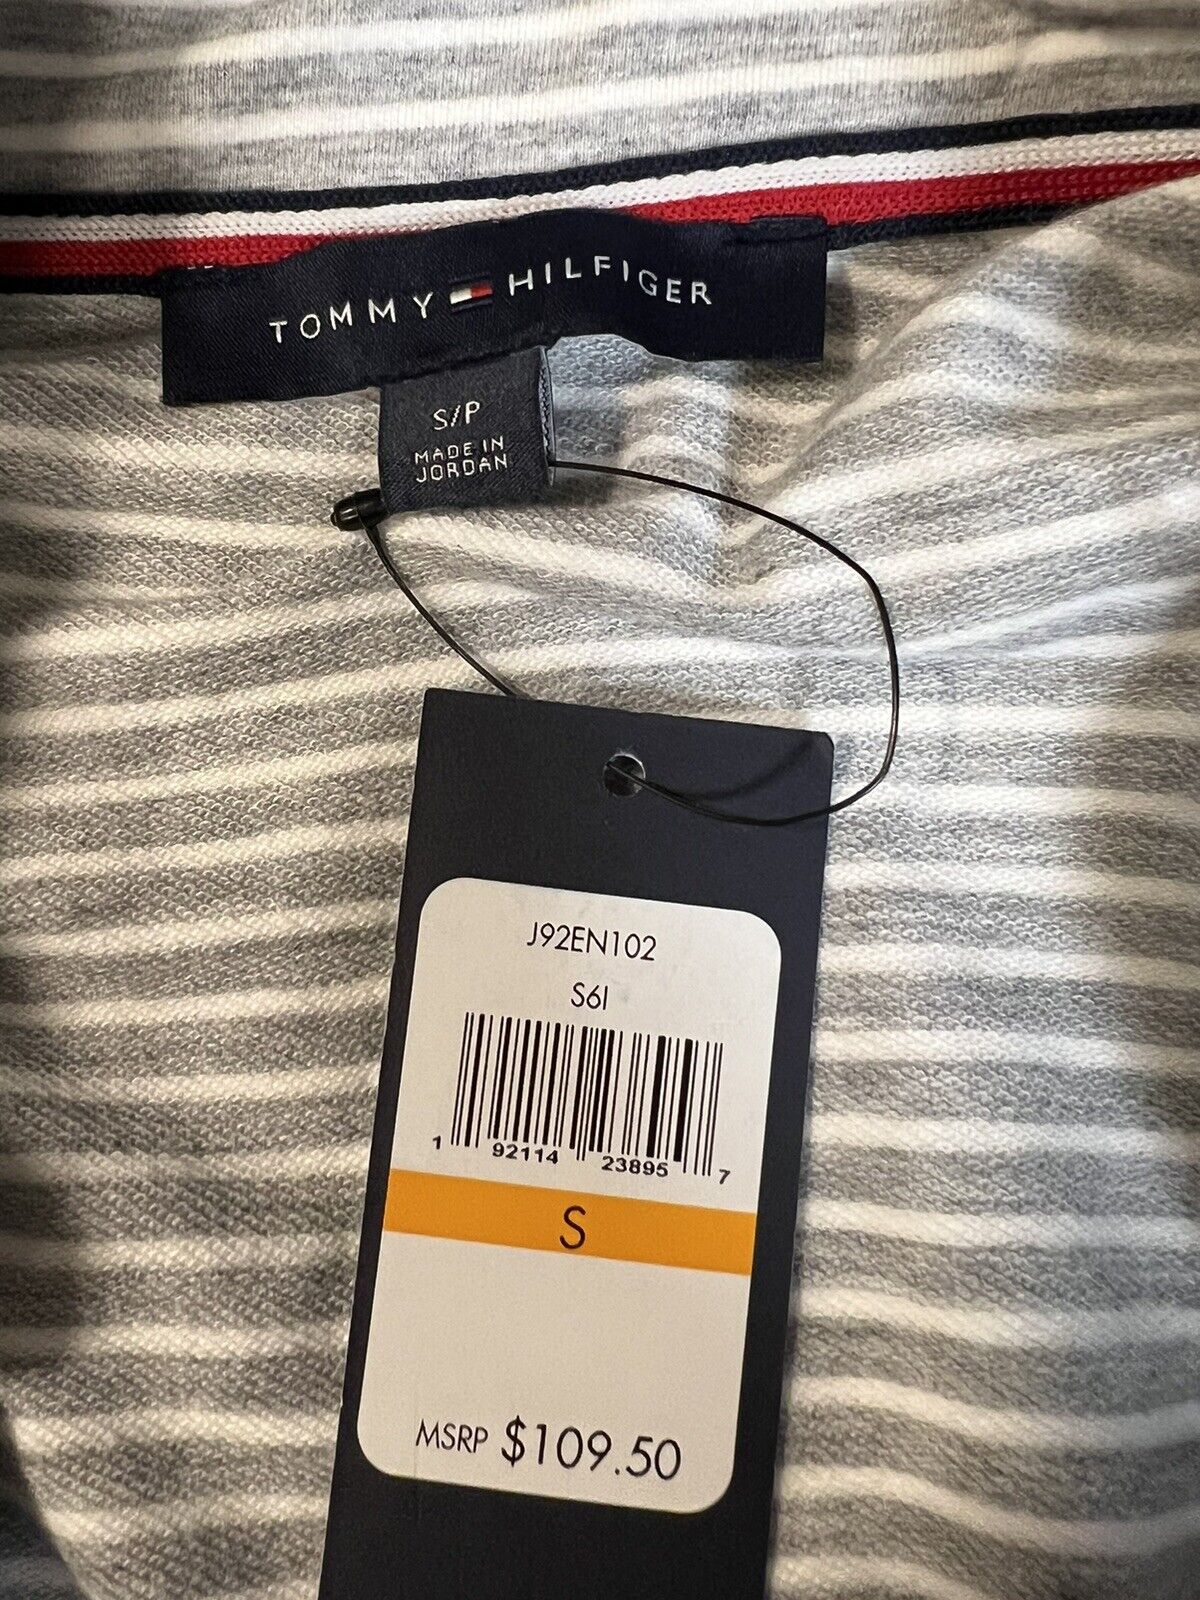 TOMMY HILFIGER
S/P
MADE IN
JORDAN
J92EN102
S6I
1 92114 23895 7
S
MSRP $109.50